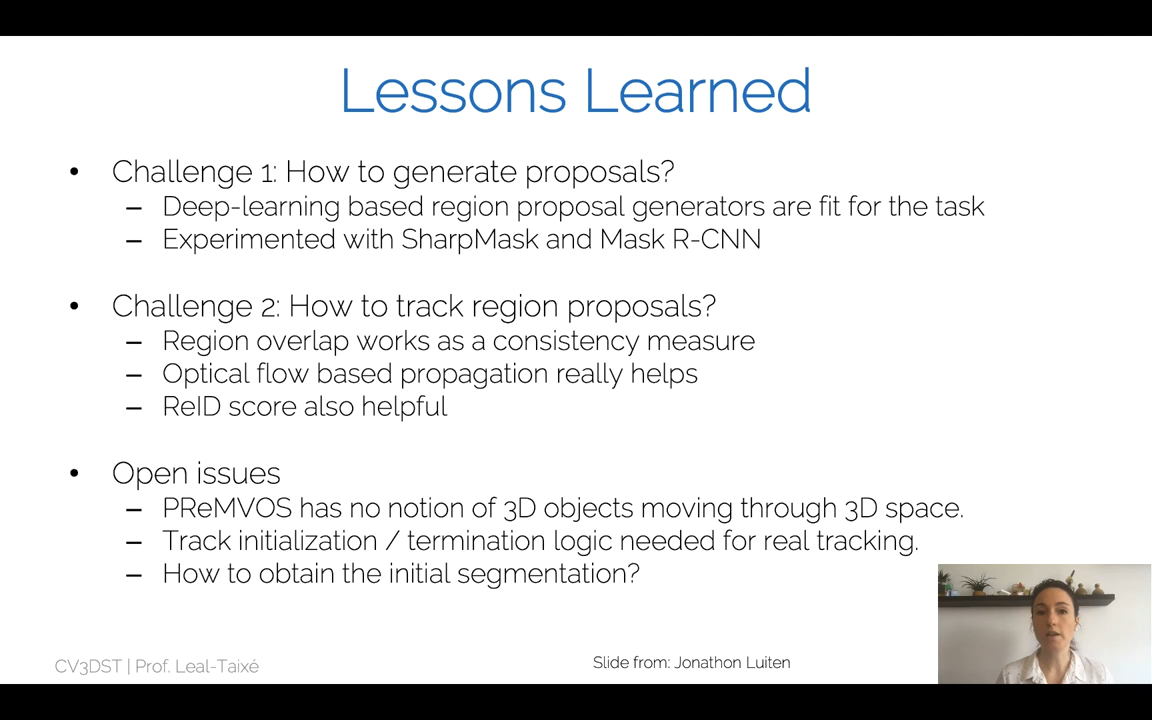 Lessons Learned
• Challenge 1: How to generate proposals?
– Deep-learning based region proposal generators are fit for the task
– Experimented with SharpMask and Mask R-CNN
• Challenge 2: How to track region proposals?
– Region overlap works as a consistency measure
– Optical flow based propagation really helps
– ReID score also helpful
• Open issues
– PReMVOS has no notion of 3D objects moving through 3D space.
– Track initialization / termination logic needed for real tracking.
– How to obtain the initial segmentation?
CV3DST | Prof. Leal-Taixé
Slide from: Jonathon Luiten